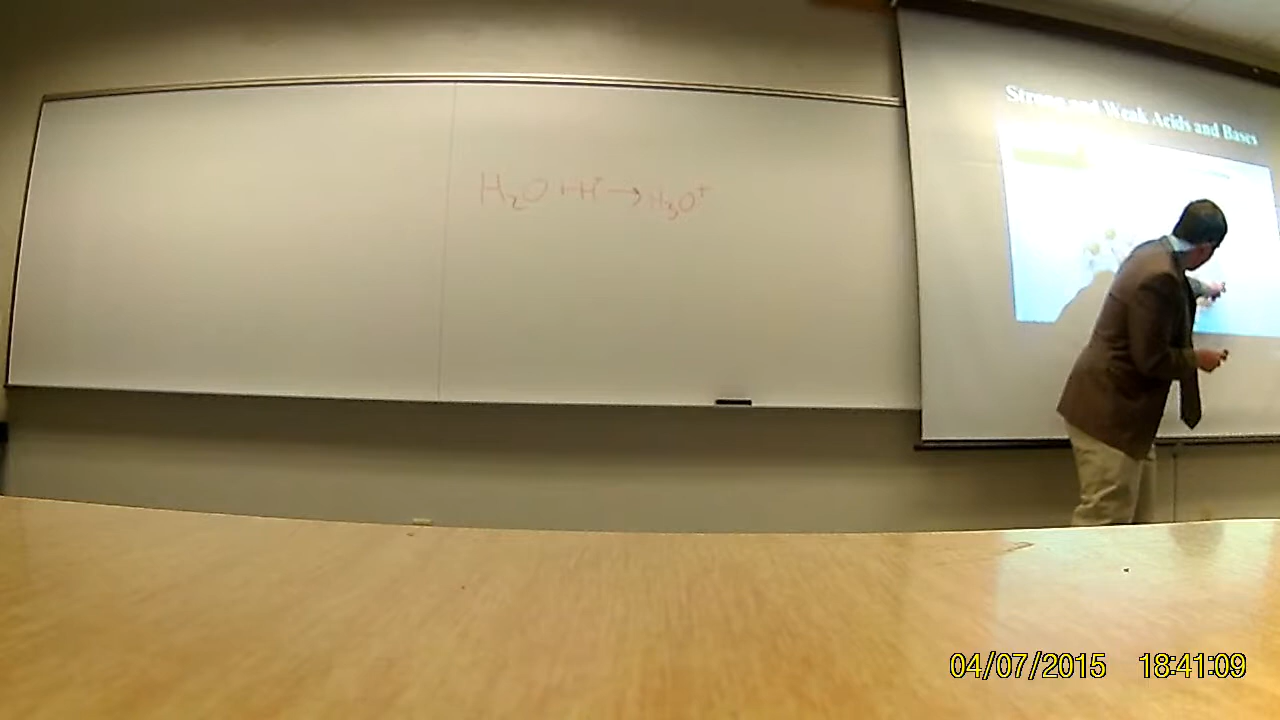 H₂O + H⁺ → H₃O⁺
Strong and Weak Acids and Bases
04/07/2015 18:41:09